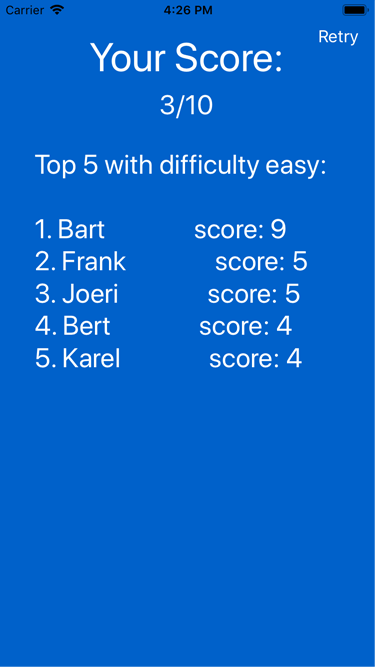 Carrier 4:26 PM
Retry
Your Score:
3/10
Top 5 with difficulty easy:
1. Bart score: 9
2. Frank score: 5
3. Joeri score: 5
4. Bert score: 4
5. Karel score: 4